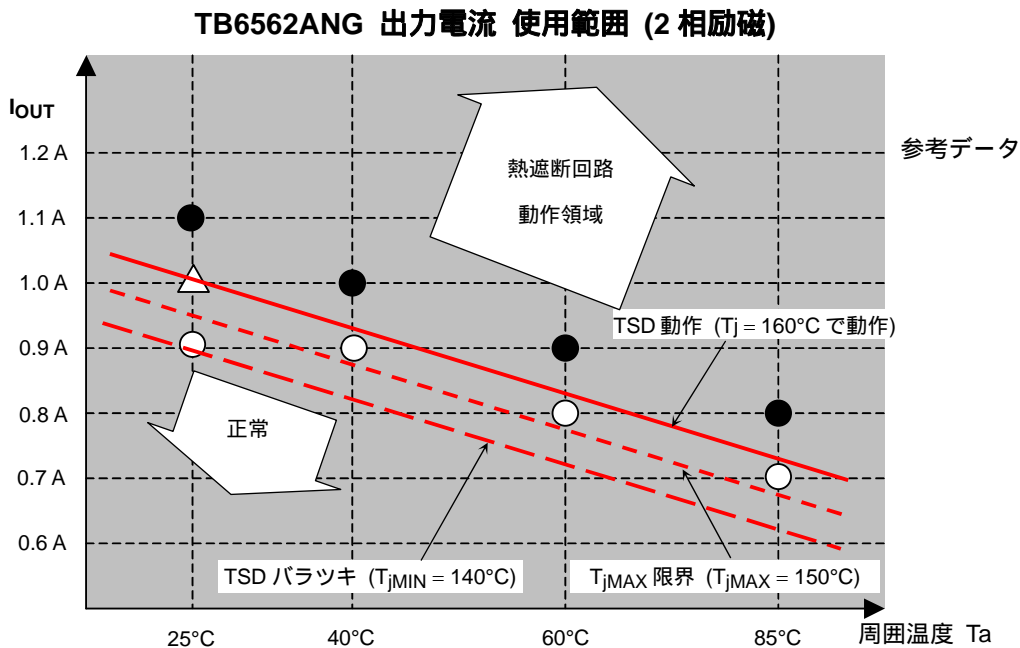 TB6562ANG 出力電流 使用範囲 (2 相励磁)
IOUT
1.2 A
1.1 A
1.0 A
0.9 A
0.8 A
0.7 A
0.6 A
参考データ
熱遮断回路
動作領域
TSD 動作 (Tj = 160°C で動作)
正常
TSD バラツキ (TjMIN = 140°C)
TjMAX 限界 (TjMAX = 150°C)
25°C
40°C
60°C
85°C
周囲温度 Ta